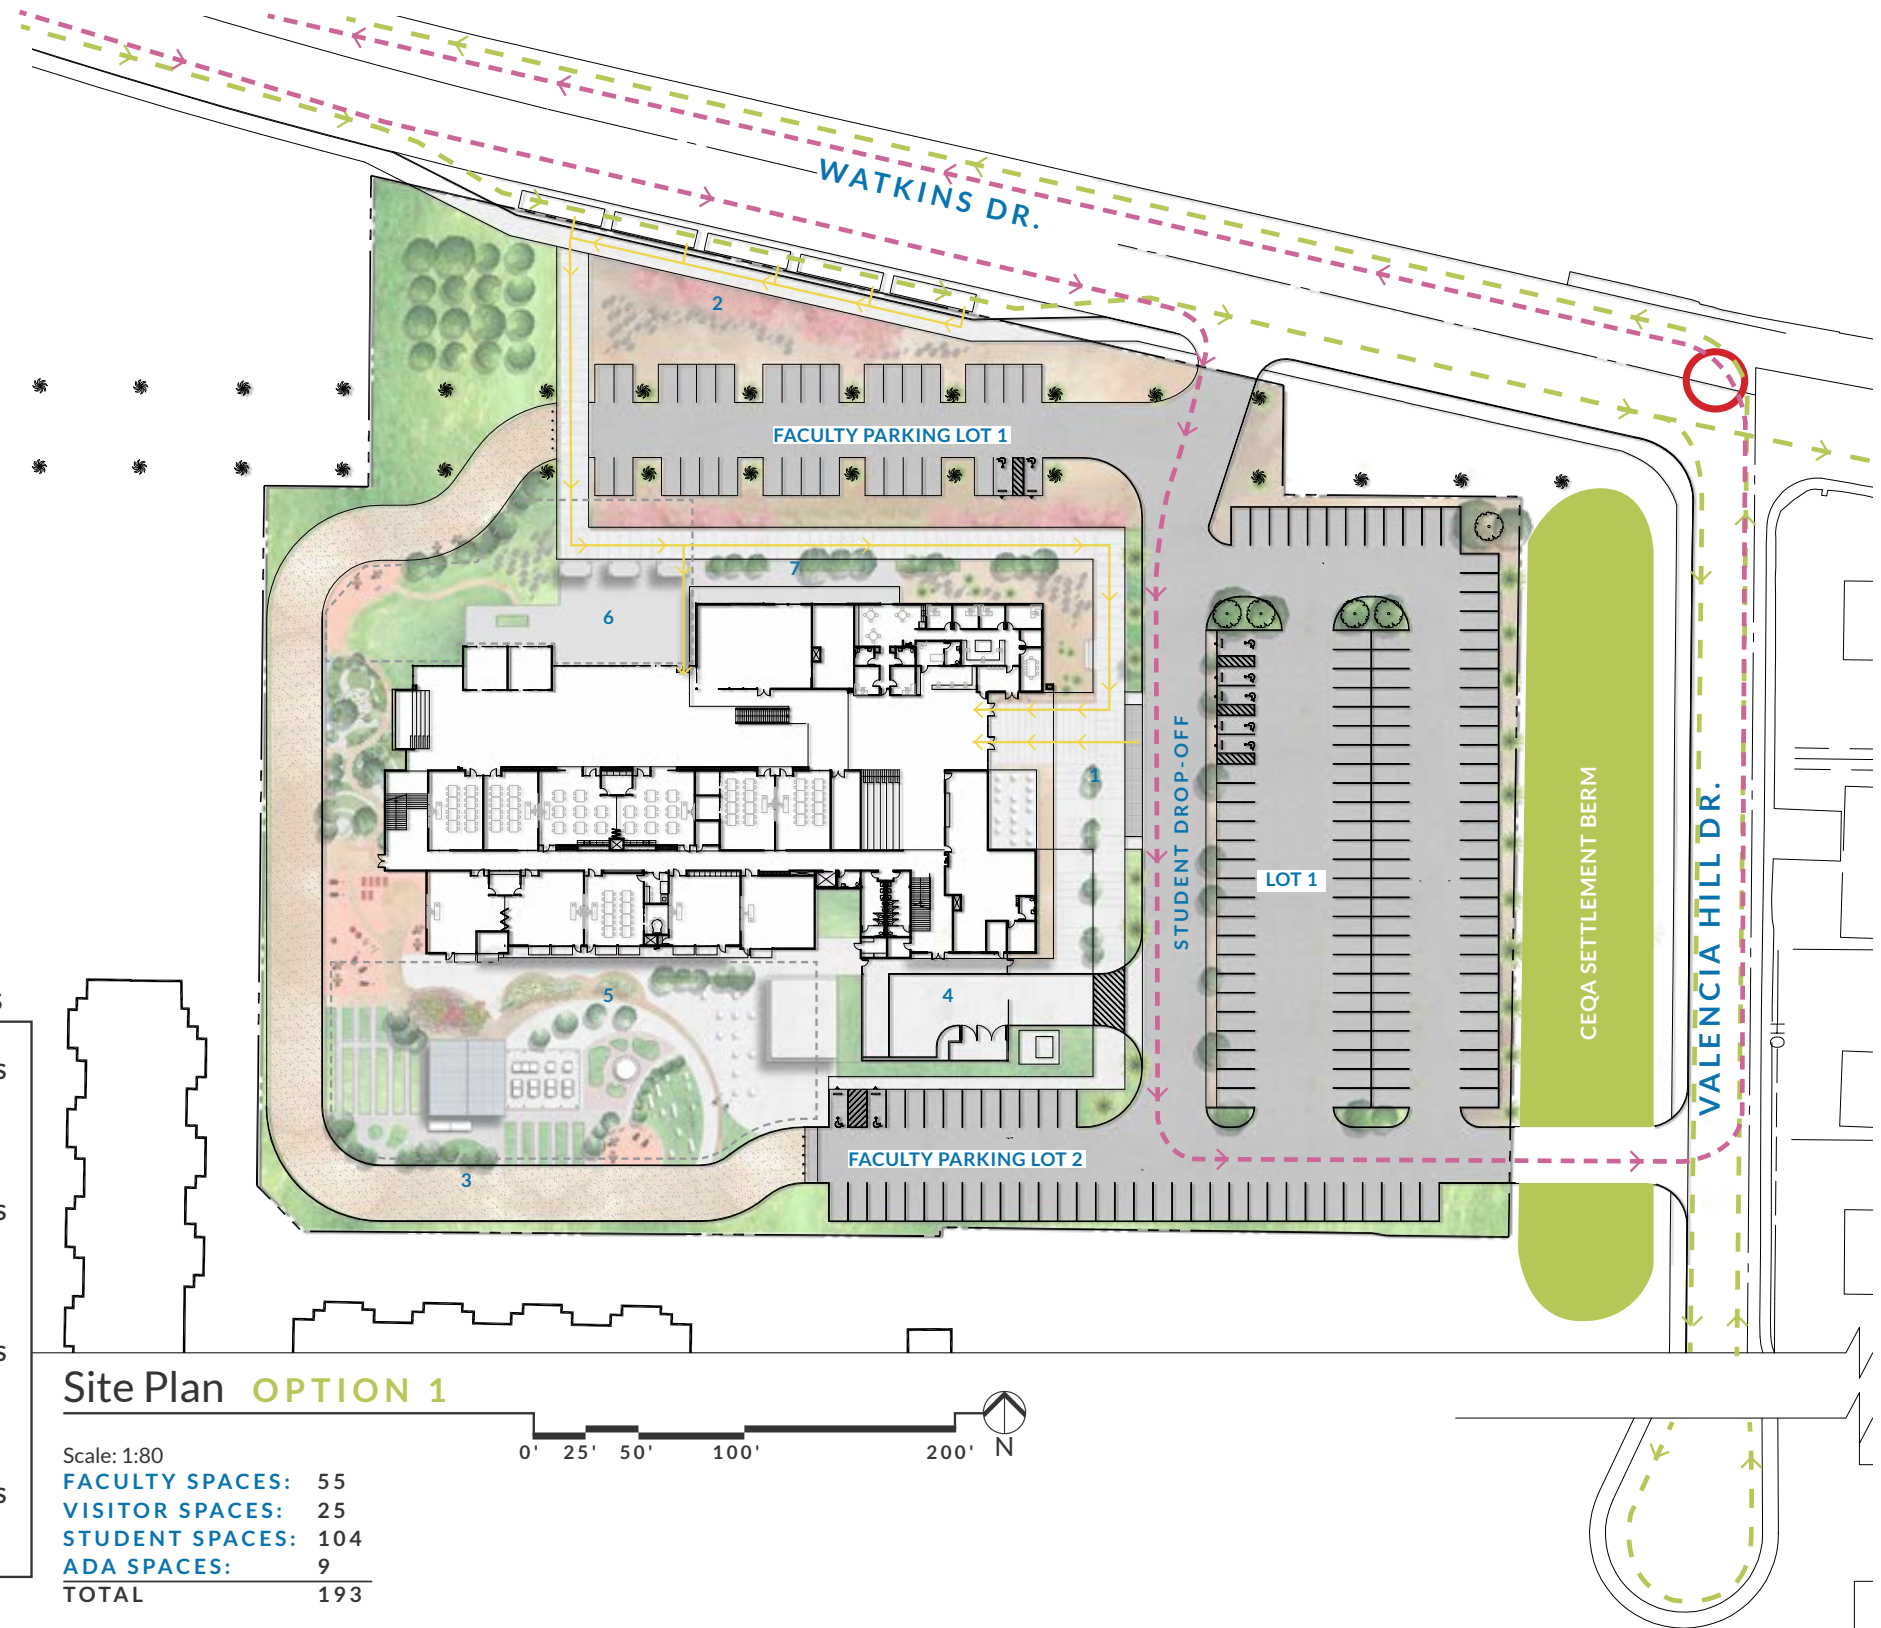 WATKINS DR.
2
FACULTY PARKING LOT 1
7
6
1
STUDENT DROP-OFF
LOT 1
CEQA SETTLEMENT BERM
VALENCIA HILL DR.
5
4
FACULTY PARKING LOT 2
3
S
S
S
S
S
Site Plan OPTION 1
0' 25' 50' 100' 200' N
Scale: 1:80
FACULTY SPACES: 55
VISITOR SPACES: 25
STUDENT SPACES: 104
ADA SPACES: 9
TOTAL 193